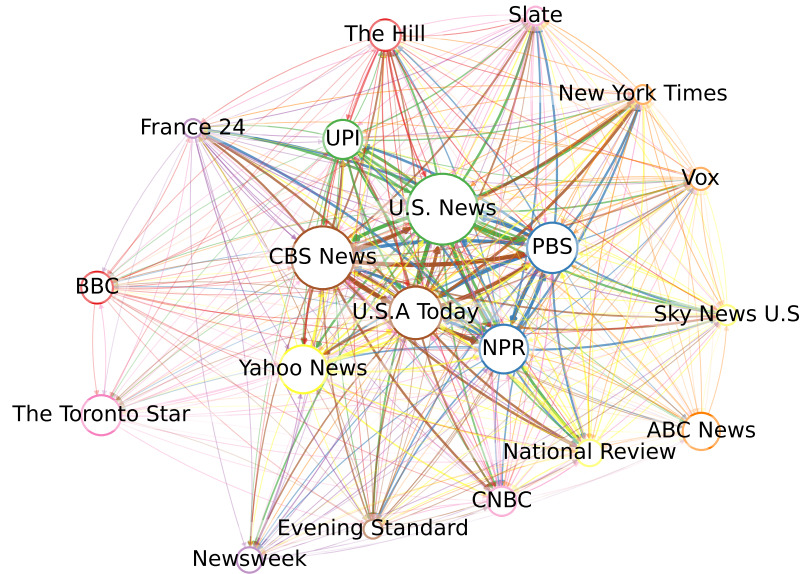 Slate
The Hill
New York Times
France 24
UPI
Vox
U.S. News
PBS
CBS News
BBC
U.S.A Today
Sky News U.S
NPR
Yahoo News
The Toronto Star
ABC News
National Review
CNBC
Evening Standard
Newsweek